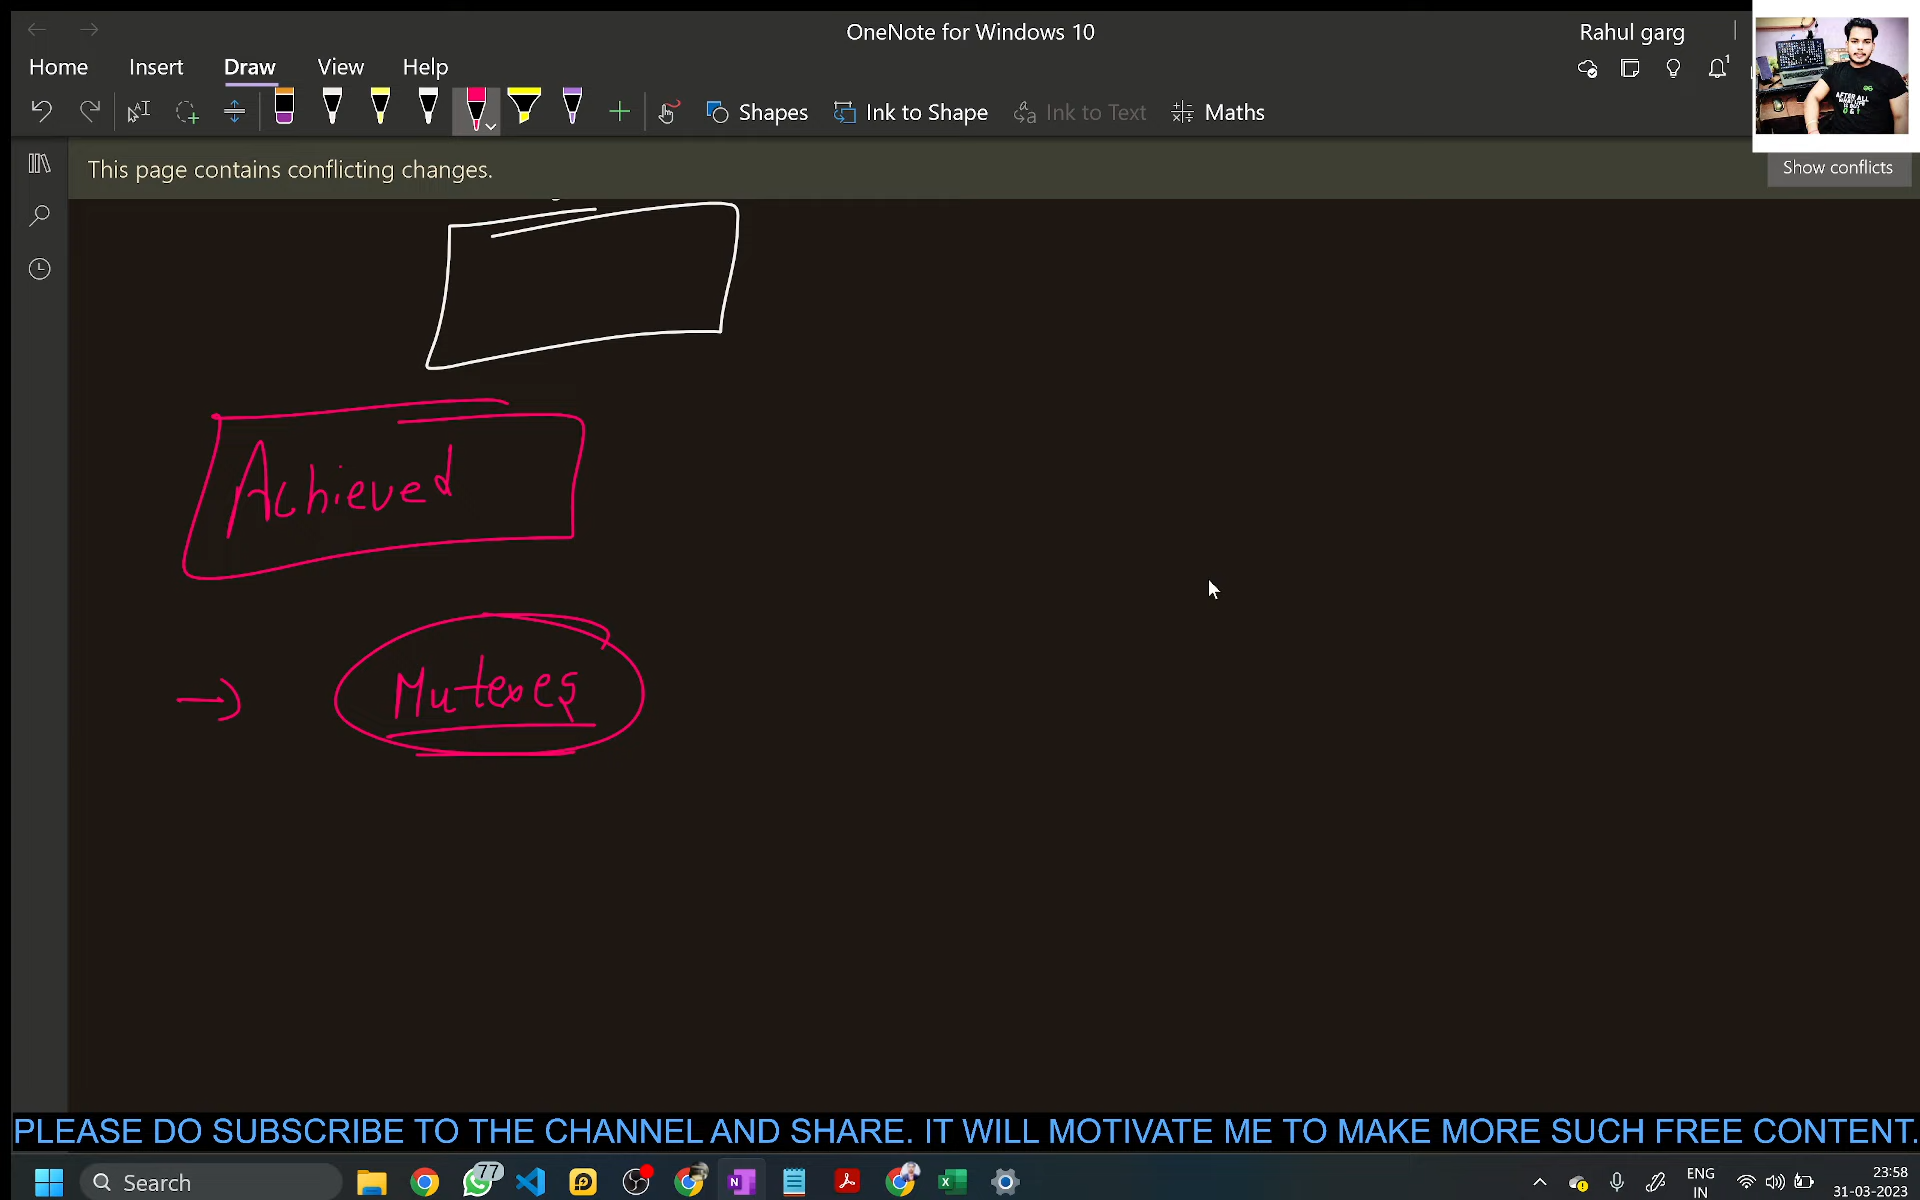 OneNote for Windows 10
Rahul garg
Home Insert Draw View Help
Shapes Ink to Shape Ink to Text Maths
This page contains conflicting changes.
Show conflicts
Achieved
Mutexes
PLEASE DO SUBSCRIBE TO THE CHANNEL AND SHARE. IT WILL MOTIVATE ME TO MAKE MORE SUCH FREE CONTENT.
77
Search
ENG
IN
23:58
31-03-2023